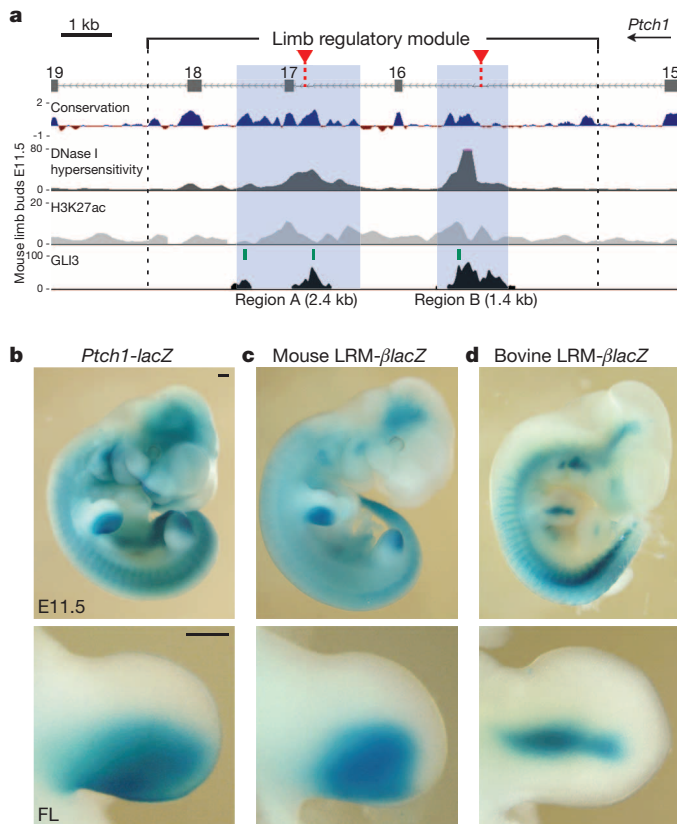 a
1 kb
Ptch1
Limb regulatory module
19 18 17 16 15
Mouse limb buds E11.5
2
Conservation
-1
80
DNase I
hypersensitivity
0
20
H3K27ac
0
100
GLI3
0
Region A (2.4 kb) Region B (1.4 kb)
b Ptch1-lacZ c Mouse LRM-βlacZ d Bovine LRM-βlacZ
E11.5
FL